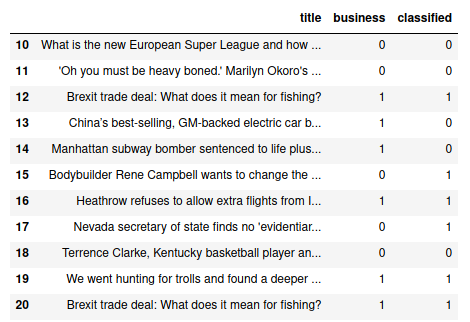 title business classified
10 What is the new European Super League and how ... 0 0
11 'Oh you must be heavy boned.' Marilyn Okoro's ... 0 0
12 Brexit trade deal: What does it mean for fishing? 1 1
13 China's best-selling, GM-backed electric car b... 1 0
14 Manhattan subway bomber sentenced to life plus... 1 0
15 Bodybuilder Rene Campbell wants to change the ... 0 1
16 Heathrow refuses to allow extra flights from I... 1 1
17 Nevada secretary of state finds no 'evidentiar... 0 1
18 Terrence Clarke, Kentucky basketball player an... 0 0
19 We went hunting for trolls and found a deeper ... 1 1
20 Brexit trade deal: What does it mean for fishing? 1 1